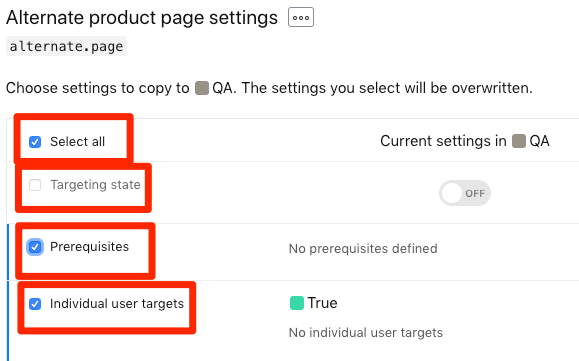 Alternate product page settings
alternate.page
Choose settings to copy to QA. The settings you select will be overwritten.
Select all
Current settings in QA
Targeting state
OFF
Prerequisites
No prerequisites defined
Individual user targets
True
No individual user targets